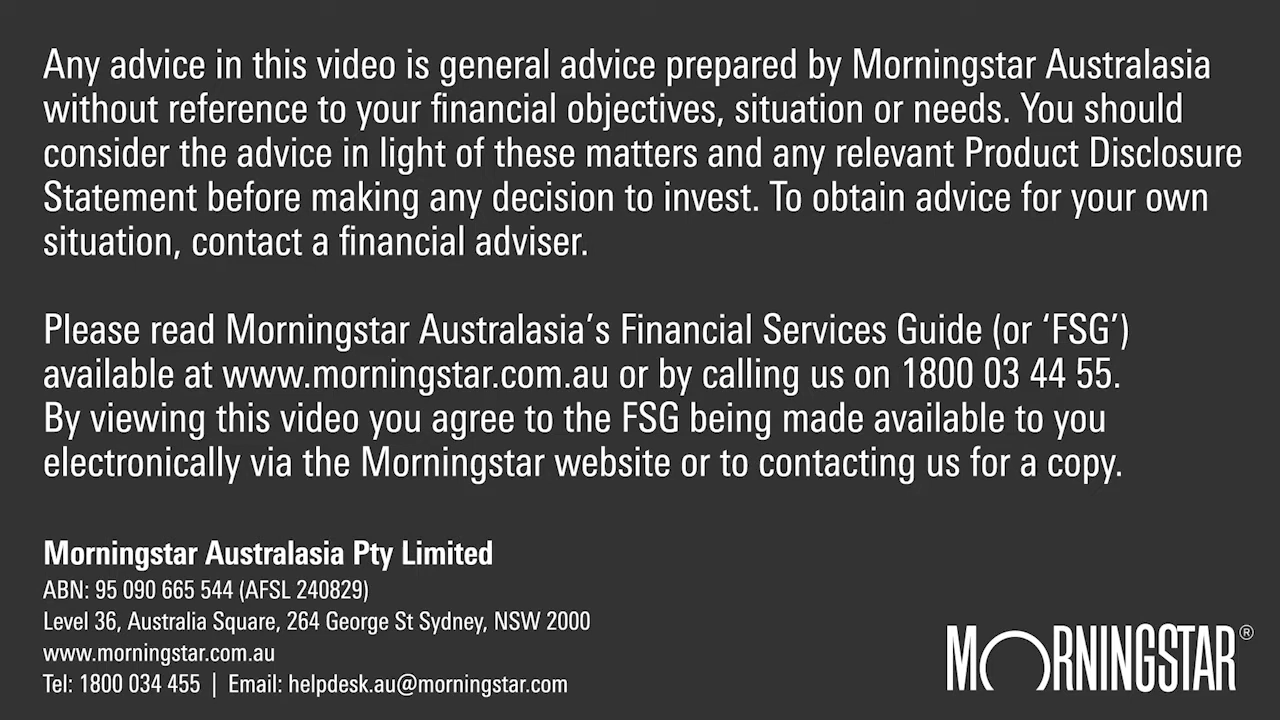 Any advice in this video is general advice prepared by Morningstar Australasia
without reference to your financial objectives, situation or needs. You should
consider the advice in light of these matters and any relevant Product Disclosure
Statement before making any decision to invest. To obtain advice for your own
situation, contact a financial adviser.
Please read Morningstar Australasia’s Financial Services Guide (or ‘FSG’)
available at www.morningstar.com.au or by calling us on 1800 03 44 55.
By viewing this video you agree to the FSG being made available to you
electronically via the Morningstar website or to contacting us for a copy.
Morningstar Australasia Pty Limited
ABN: 95 090 665 544 (AFSL 240829)
Level 36, Australia Square, 264 George St Sydney, NSW 2000
www.morningstar.com.au
Tel: 1800 034 455 | Email: helpdesk.au@morningstar.com
MORNINGSTAR®